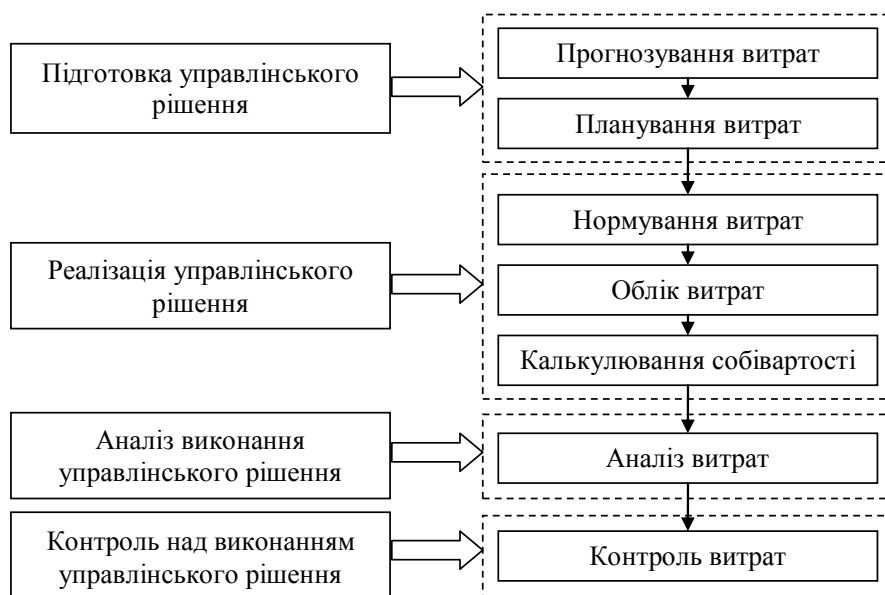 Підготовка управлінського
рішення
Прогнозування витрат
Планування витрат
Реалізація управлінського
рішення
Нормування витрат
Облік витрат
Калькулювання собівартості
Аналіз виконання
управлінського рішення
Аналіз витрат
Контроль над виконанням
управлінського рішення
Контроль витрат